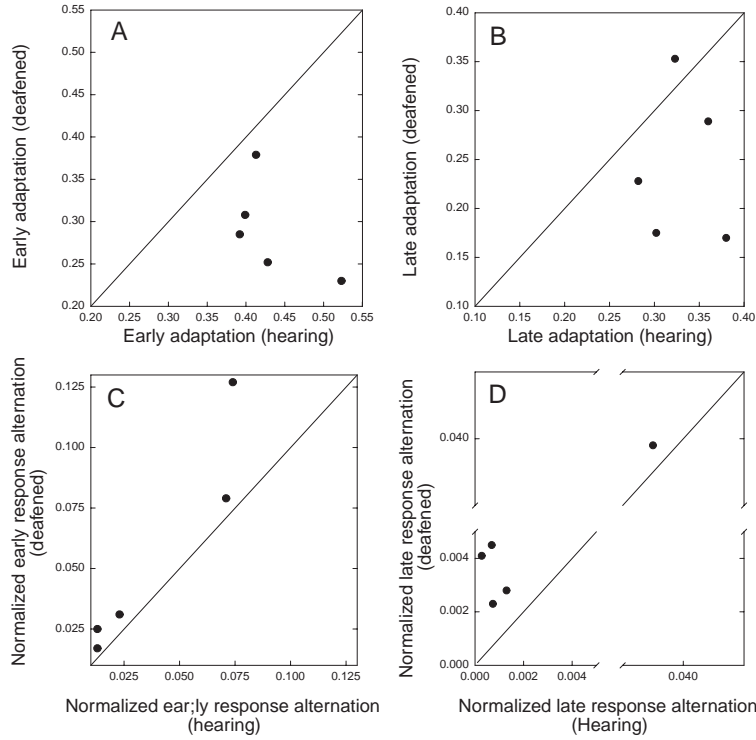 A
Early adaptation (deafened)
0.55
0.50
0.45
0.40
0.35
0.30
0.25
0.20
0.20 0.25 0.30 0.35 0.40 0.45 0.50 0.55
Early adaptation (hearing)
B
Late adaptation (deafened)
0.40
0.35
0.30
0.25
0.20
0.15
0.10
0.10 0.15 0.20 0.25 0.30 0.35 0.40
Late adaptation (hearing)
C
Normalized early response alternation
(deafened)
0.125
0.100
0.075
0.050
0.025
0.025 0.050 0.075 0.100 0.125
Normalized ear;ly response alternation
(hearing)
D
Normalized late response alternation
(deafened)
0.040
0.004
0.002
0.000
0.000 0.002 0.004 0.040
Normalized late response alternation
(Hearing)